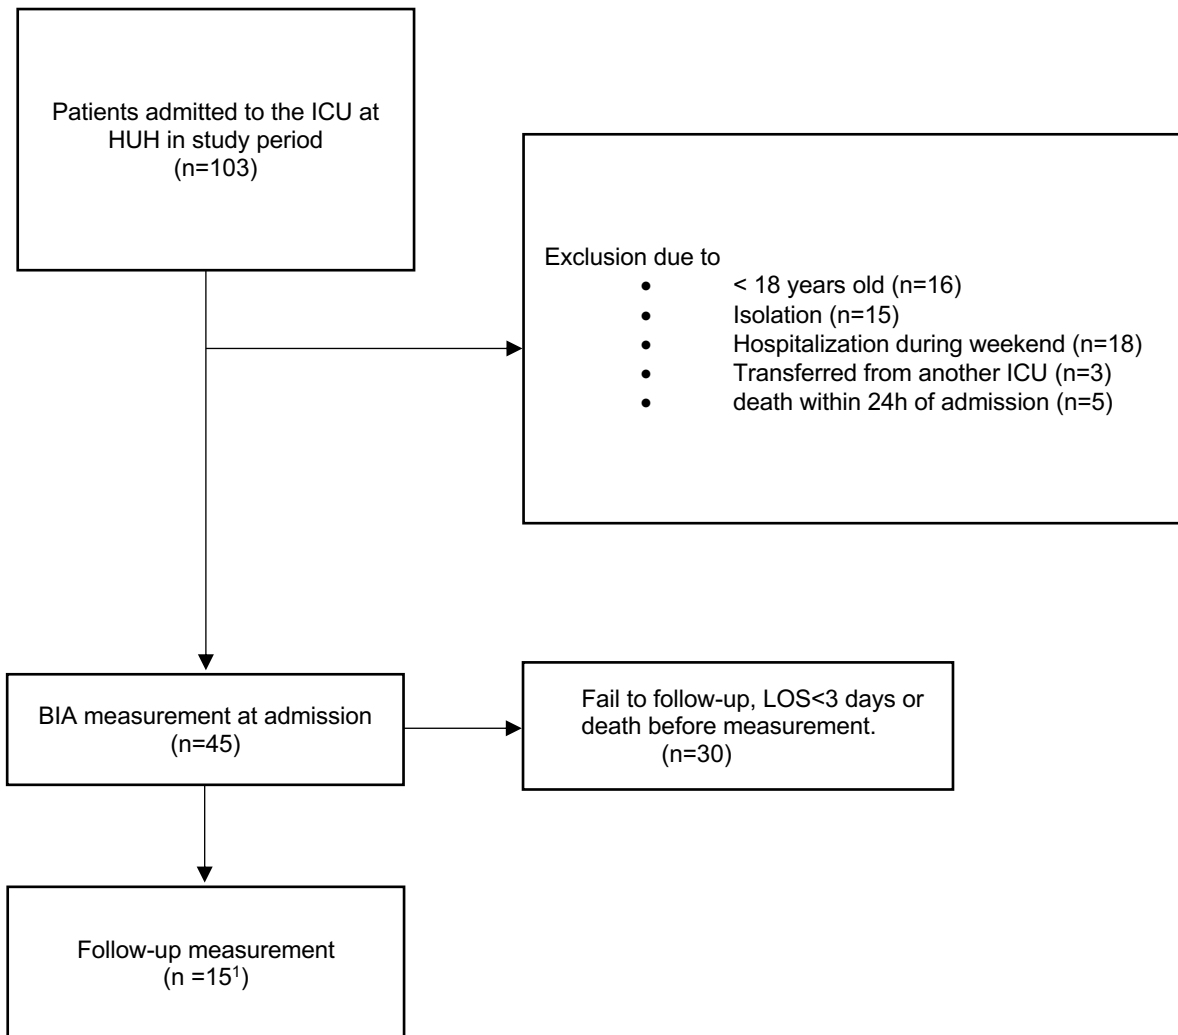 Patients admitted to the ICU at
HUH in study period
(n=103)
Exclusion due to
• < 18 years old (n=16)
• Isolation (n=15)
• Hospitalization during weekend (n=18)
• Transferred from another ICU (n=3)
• death within 24h of admission (n=5)
BIA measurement at admission
(n=45)
Fail to follow-up, LOS<3 days or
death before measurement.
(n=30)
Follow-up measurement
(n =15¹)